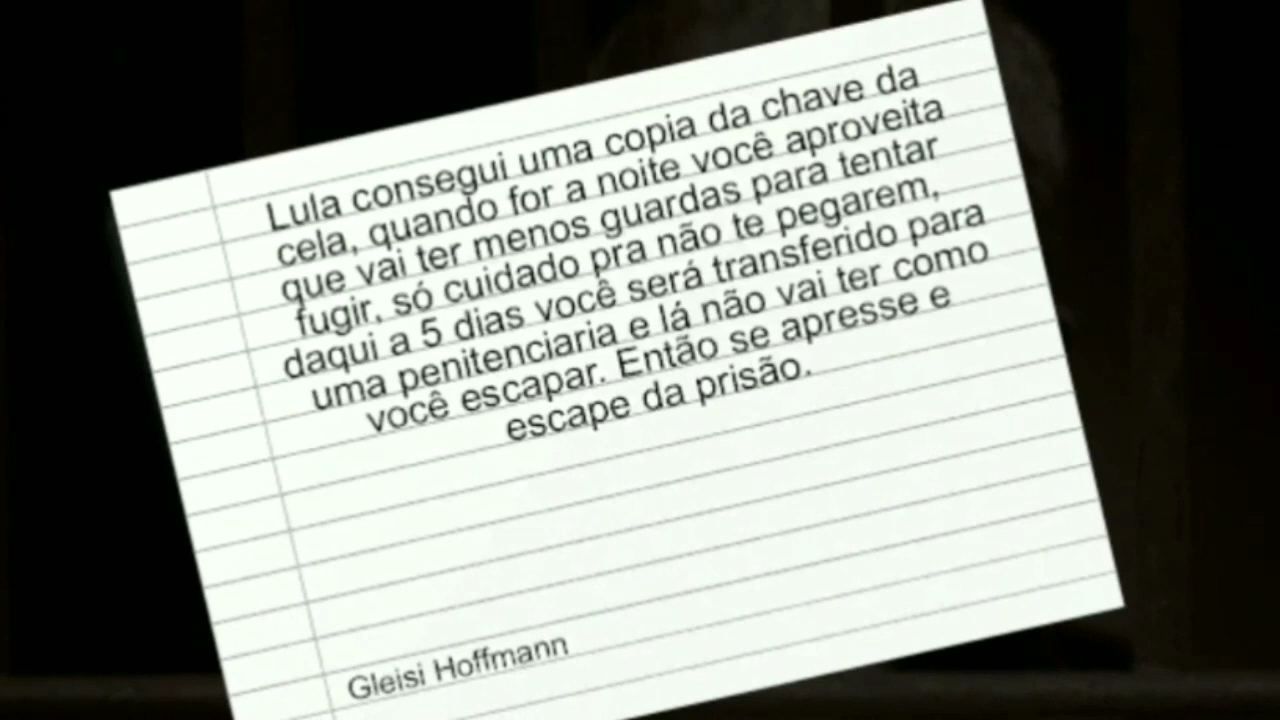 Lula consegui uma copia da chave da
cela, quando for a noite você aproveita
que vai ter menos guardas para tentar
fugir, só cuidado pra não te pegarem,
daqui a 5 dias você será transferido para
uma penitenciaria e lá não vai ter como
você escapar. Então se apresse e
escape da prisão.
Gleisi Hoffmann